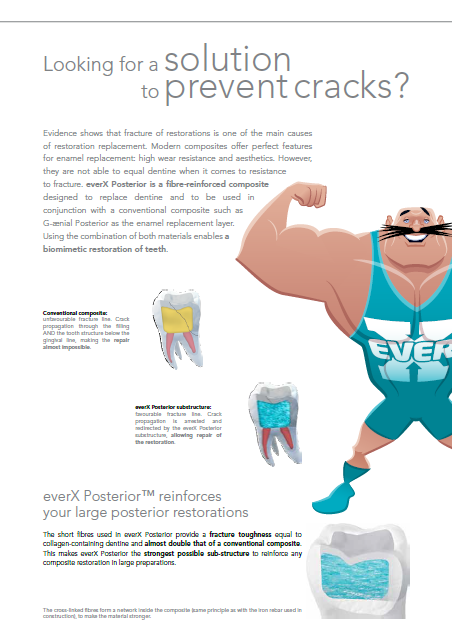 Looking for a solution
to prevent cracks?
Evidence shows that fracture of restorations is one of the main causes
of restoration replacement. Modern composites offer perfect features
for enamel replacement: high wear resistance and aesthetics. However,
they are not able to equal dentine when it comes to resistance
to fracture. everX Posterior is a fibre-reinforced composite
designed to replace dentine and to be used in
conjunction with a conventional composite such as
G-ænial Posterior as the enamel replacement layer.
Using the combination of both materials enables a
biomimetic restoration of teeth.
EVER
Conventional composite:
unfavourable fracture line. Crack
propagation through the filling
AND the tooth structure below the
gingival line, making the repair
almost impossible.
everX Posterior substructure:
favourable fracture line. Crack
propagation is arrested and
redirected by the everX Posterior
substructure, allowing repair of
the restoration.
everX Posterior™ reinforces
your large posterior restorations
The short fibres used in everX Posterior provide a fracture toughness equal to
collagen-containing dentine and almost double that of a conventional composite.
This makes everX Posterior the strongest possible sub-structure to reinforce any
composite restoration in large preparations.
The cross-linked fibres form a network inside the composite (same principle as with the iron rebar used in
construction), to make the material stronger.